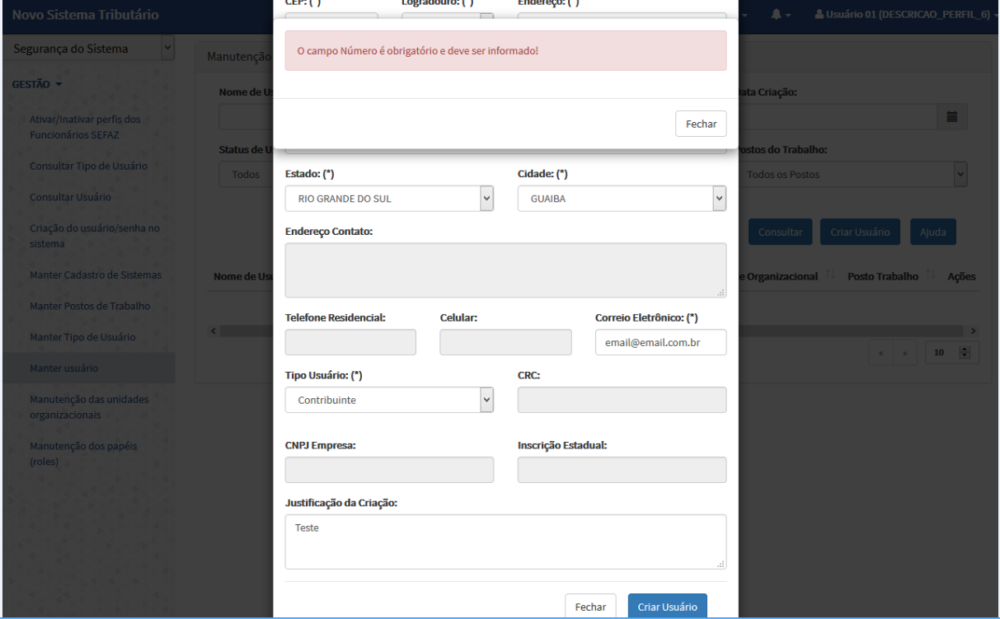 Novo Sistema Tributário
CEP: (*) Logradouro: (*) Endereço: (*)
Usuário 01 (DESCRICAO_PERFIL_6)
Segurança do Sistema
O campo Número é obrigatório e deve ser informado!
Fechar
GESTÃO
Ativar/Inativar perfis dos
Funcionários SEFAZ
Consultar Tipo de Usuário
Consultar Usuário
Criação do usuário/senha no
sistema
Manter Cadastro de Sistemas
Manter Postos de Trabalho
Manter Tipo de Usuário
Manter usuário
Manutenção das unidades
organizacionais
Manutenção dos papéis
(roles)
Manutenção
Nome de U
Data Criação:
Status de U
Postos do Trabalho:
Todos
Todos os Postos
Consultar Criar Usuário Ajuda
Nome de Usu
e Organizacional Posto Trabalho Ações
« » 10
Estado: (*) Cidade: (*)
RIO GRANDE DO SUL GUAIBA
Endereço Contato:
Telefone Residencial: Celular: Correio Eletrônico: (*)
email@email.com.br
Tipo Usuário: (*) CRC:
Contribuinte
CNPJ Empresa: Inscrição Estadual:
Justificação da Criação:
Teste
Fechar Criar Usuário